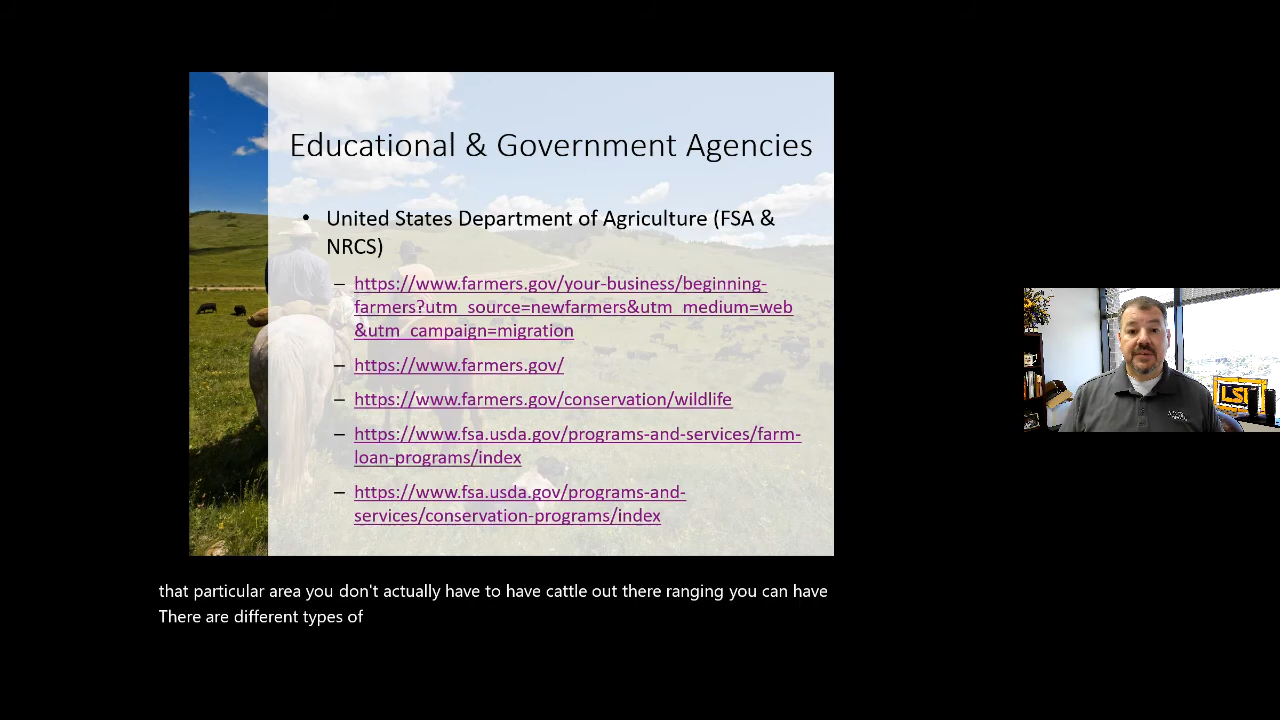 Educational & Government Agencies
• United States Department of Agriculture (FSA &
NRCS)
– https://www.farmers.gov/your-business/beginning-
farmers?utm_source=newfarmers&utm_medium=web
&utm_campaign=migration
– https://www.farmers.gov/
– https://www.farmers.gov/conservation/wildlife
– https://www.fsa.usda.gov/programs-and-services/farm-
loan-programs/index
– https://www.fsa.usda.gov/programs-and-
services/conservation-programs/index
LSI
that particular area you don't actually have to have cattle out there ranging you can have
There are different types of